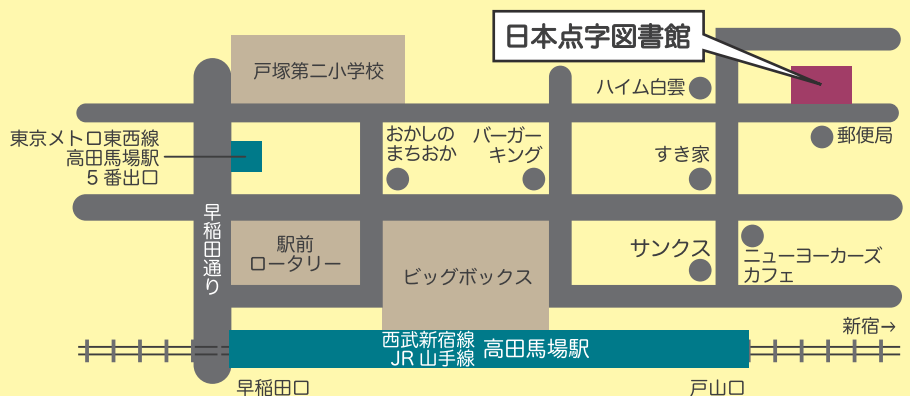 日本点字図書館
戸塚第二小学校
ハイム白雲
東京メトロ東西線
高田馬場駅
5番出口
おかしの
まちおか
バーガー
キング
すき家
郵便局
早稲田通り
駅前
ロータリー
ビッグボックス
サンクス
ニューヨーカーズ
カフェ
新宿→
西武新宿線
JR山手線
高田馬場駅
早稲田口
戸山口